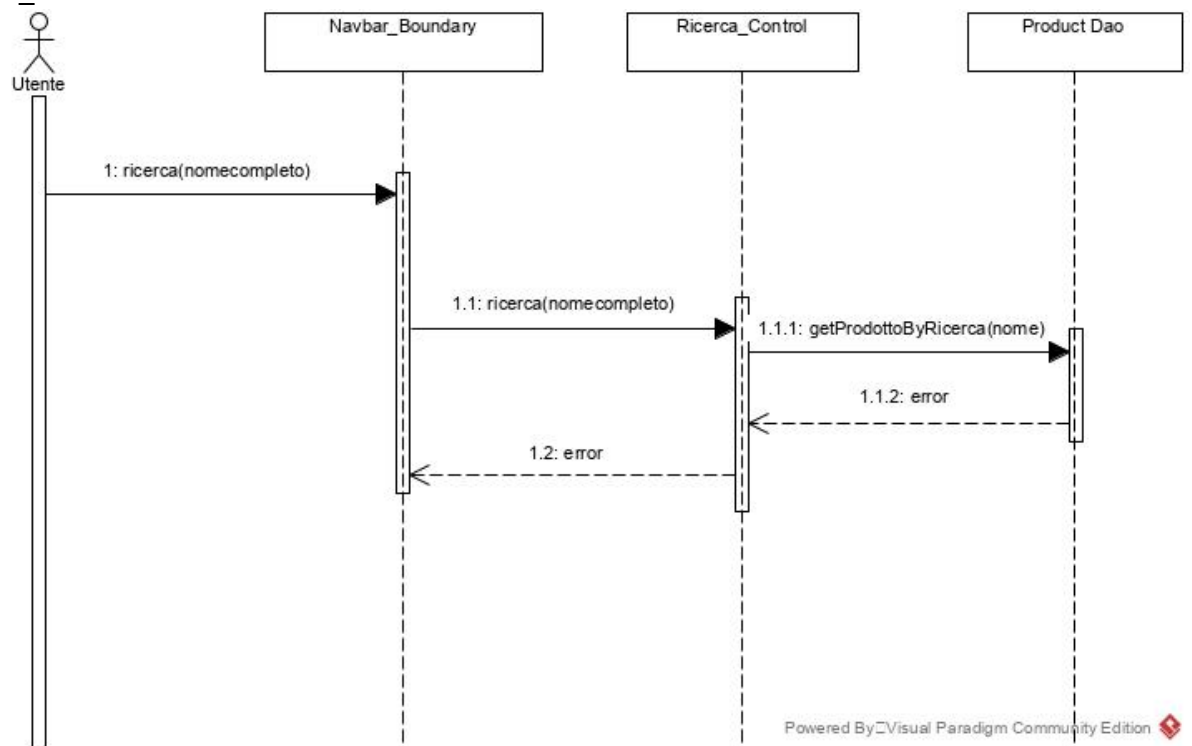 Navbar_Boundary
Ricerca_Control
Product Dao
Utente
1: ricerca(nomecompleto)
1.1: ricerca(nomecompleto)
1.1.1: getProdottoByRicerca(nome)
1.1.2: error
1.2: error
Powered By Visual Paradigm Community Edition